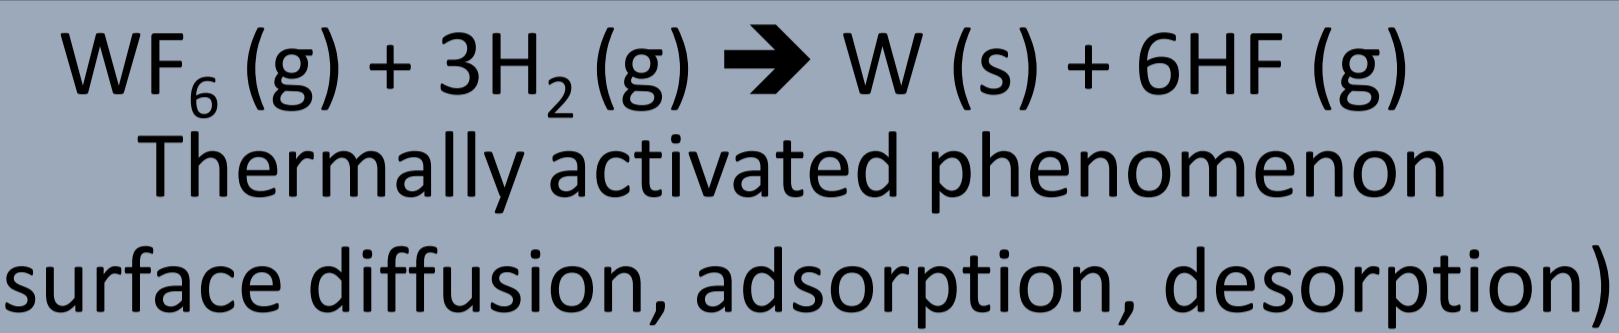 WF₆ (g) + 3H₂ (g) 🡪 W (s) + 6HF (g)
Thermally activated phenomenon
surface diffusion, adsorption, desorption)